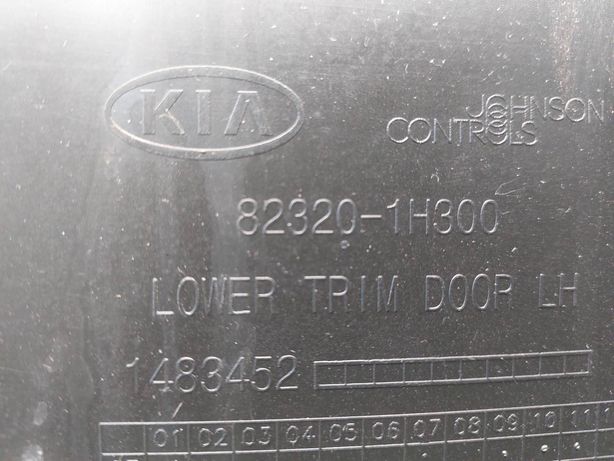 KIA
JOHNSON
CONTROLS
82320-1H300
LOWER TRIM DOOR LH
1483452
01 02 03 04 05 06 07 08 09 10 11